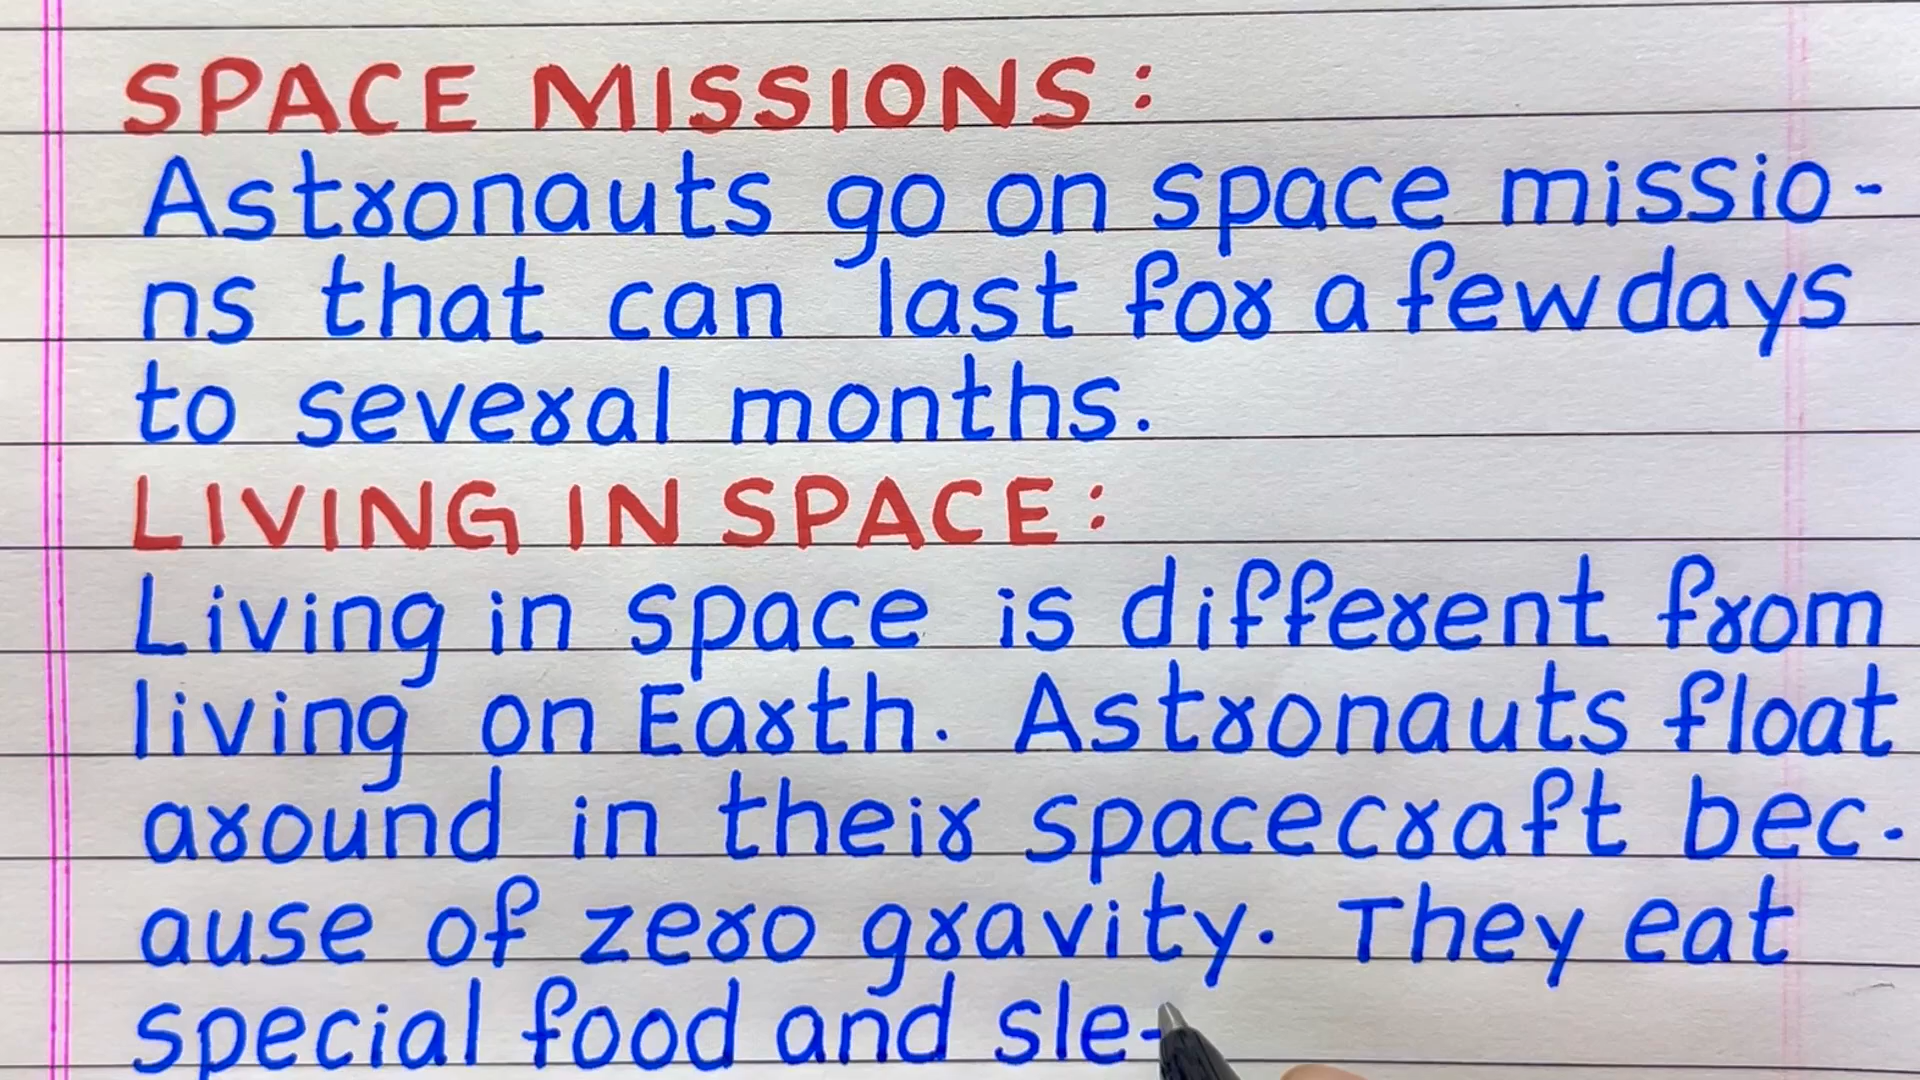 SPACE MISSIONS:
Astronauts go on space missio-
ns that can last for a few days
to several months.
LIVING IN SPACE:
Living in space is different from
living on Earth. Astronauts float
around in their spacecraft bec-
ause of zero gravity. They eat
special food and sle-